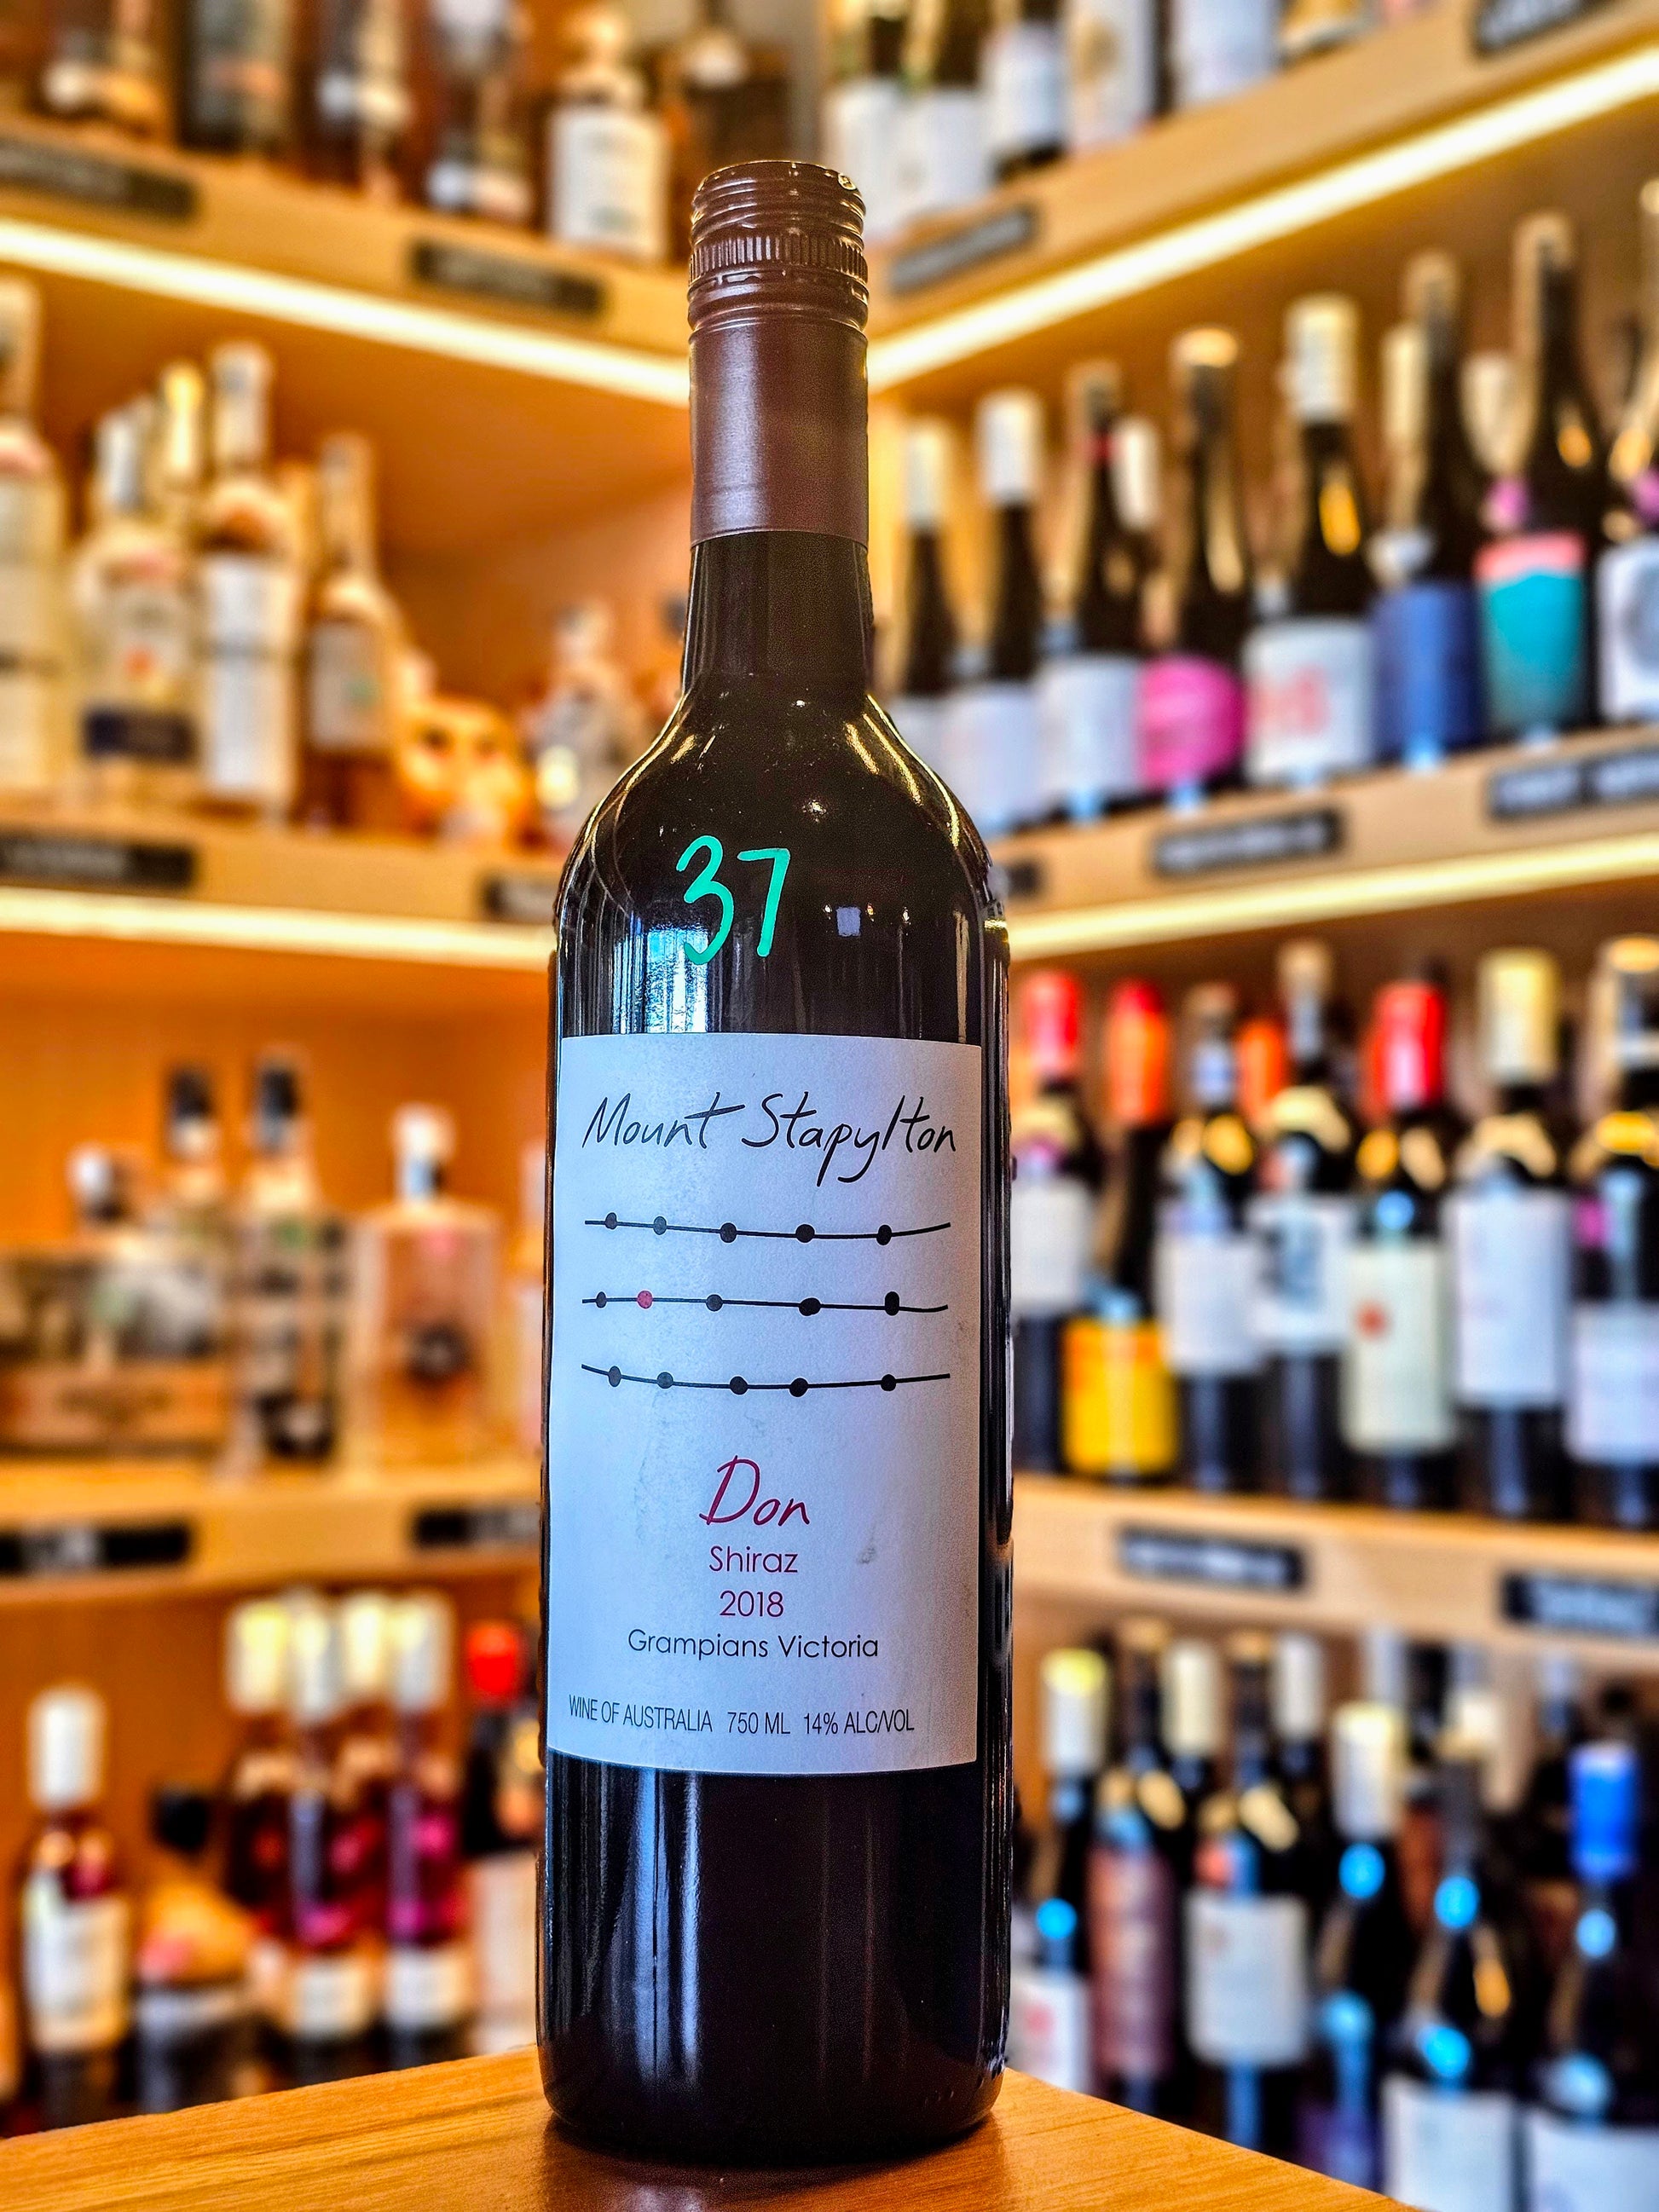 37
Mount Stapylton
Don
Shiraz
2018
Grampians Victoria
WINE OF AUSTRALIA 750 ML 14% ALC/VOL